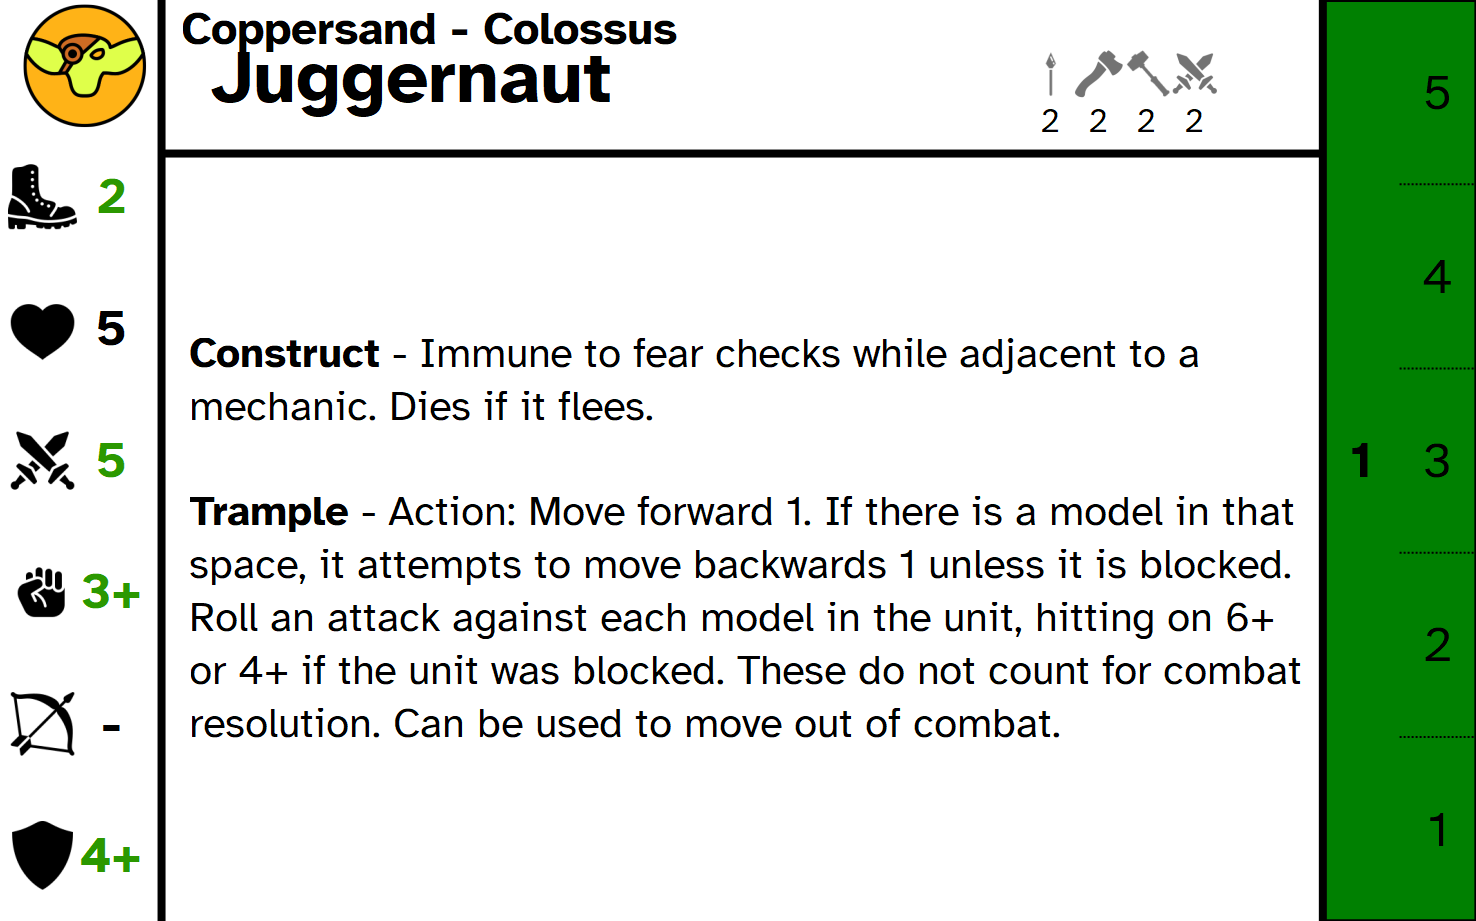 Coppersand - Colossus
Juggernaut
2 2 2 2
2
5
5
3+
-
4+
Construct - Immune to fear checks while adjacent to a
mechanic. Dies if it flees.
Trample - Action: Move forward 1. If there is a model in that
space, it attempts to move backwards 1 unless it is blocked.
Roll an attack against each model in the unit, hitting on 6+
or 4+ if the unit was blocked. These do not count for combat
resolution. Can be used to move out of combat.
5
4
1 3
2
1